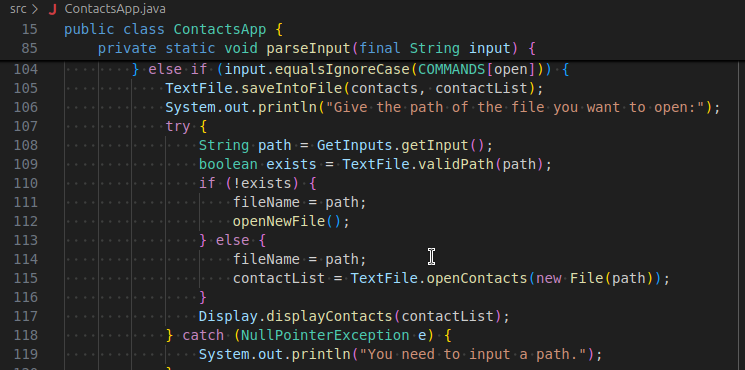 src > J ContactsApp.java
15 public class ContactsApp {
85 private static void parseInput(final String input) {
104 } else if (input.equalsIgnoreCase(COMMANDS[open])) {
105 TextFile.saveIntoFile(contacts, contactList);
106 System.out.println("Give the path of the file you want to open:");
107 try {
108 String path = GetInputs.getInput();
109 boolean exists = TextFile.validPath(path);
110 if (!exists) {
111 fileName = path;
112 openNewFile();
113 } else {
114 fileName = path;
115 contactList = TextFile.openContacts(new File(path));
116 }
117 Display.displayContacts(contactList);
118 } catch (NullPointerException e) {
119 System.out.println("You need to input a path.");